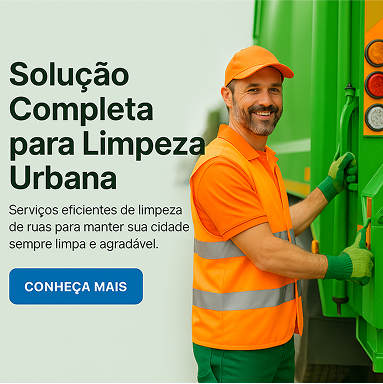 Solução
Completa
para Limpeza
Urbana
Serviços eficientes de limpeza
de ruas para manter sua cidade
sempre limpa e agradável.
CONHEÇA MAIS